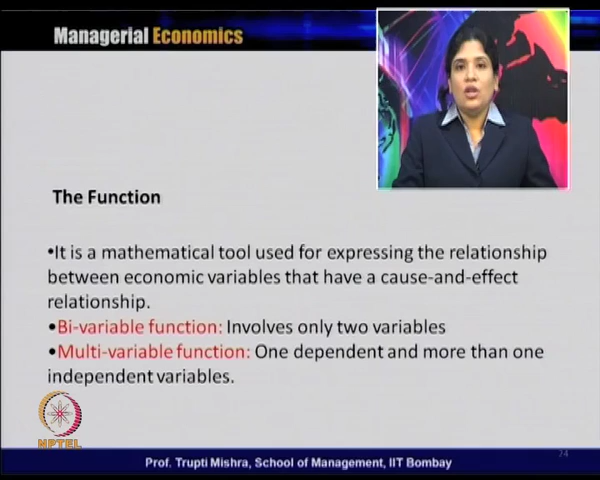 Managerial Economics
The Function
•It is a mathematical tool used for expressing the relationship
between economic variables that have a cause-and-effect
relationship.
•Bi-variable function: Involves only two variables
•Multi-variable function: One dependent and more than one
independent variables.
NPTEL
24
Prof. Trupti Mishra, School of Management, IIT Bombay